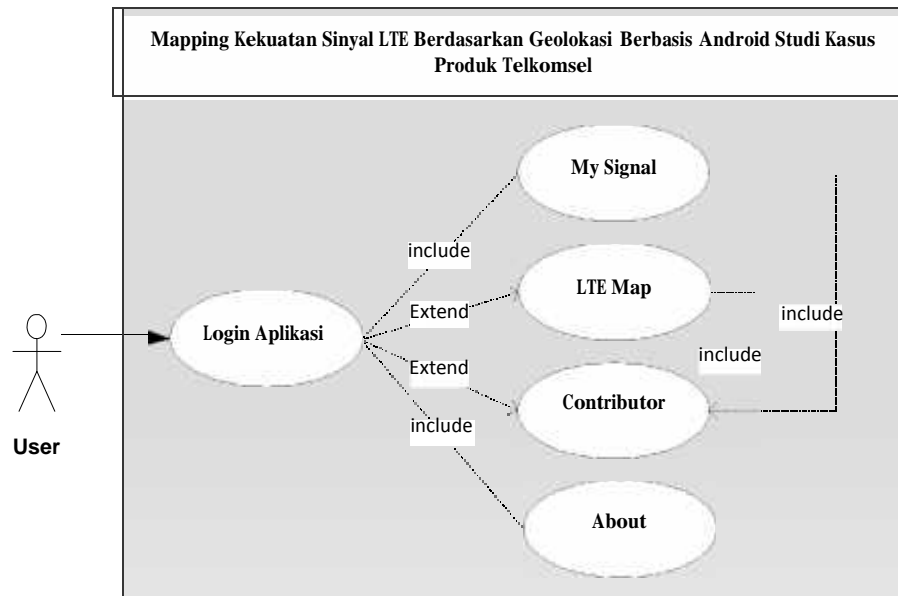 Mapping Kekuatan Sinyal LTE Berdasarkan Geolokasi Berbasis Android Studi Kasus
Produk Telkomsel
My Signal
include
LTE Map
Extend
include
Login Aplikasi
include
Extend
Contributor
include
User
About